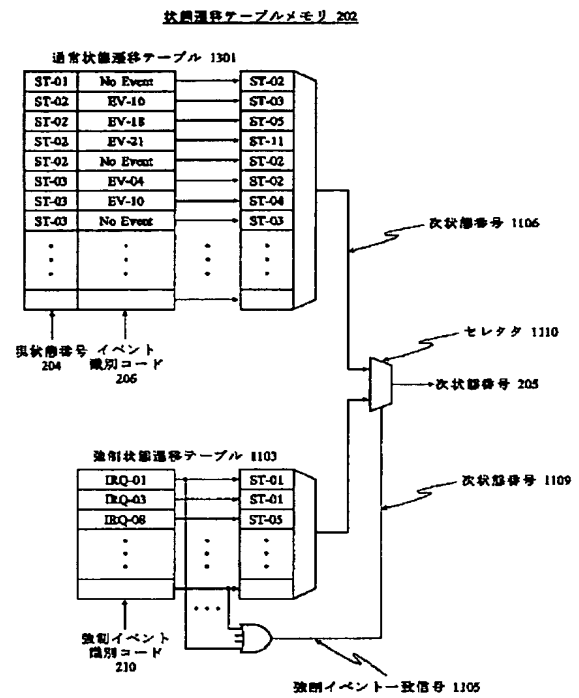 状態遷移テーブルメモリ 202
通常状態遷移テーブル 1301
ST-01 No Event ST-02
ST-02 EV-10 ST-03
ST-02 EV-18 ST-05
ST-02 EV-21 ST-11
ST-02 No Event ST-02
ST-03 EV-04 ST-02
ST-03 EV-10 ST-04
ST-03 No Event ST-03
現状態番号
204
イベント
識別コード
206
次状態番号 1106
セレクタ 1110
次状態番号 205
強制状態遷移テーブル 1103
IRQ-01 ST-01
IRQ-03 ST-01
IRQ-08 ST-05
次状態番号 1109
強制イベント
識別コード
210
強制イベント一致信号 1105